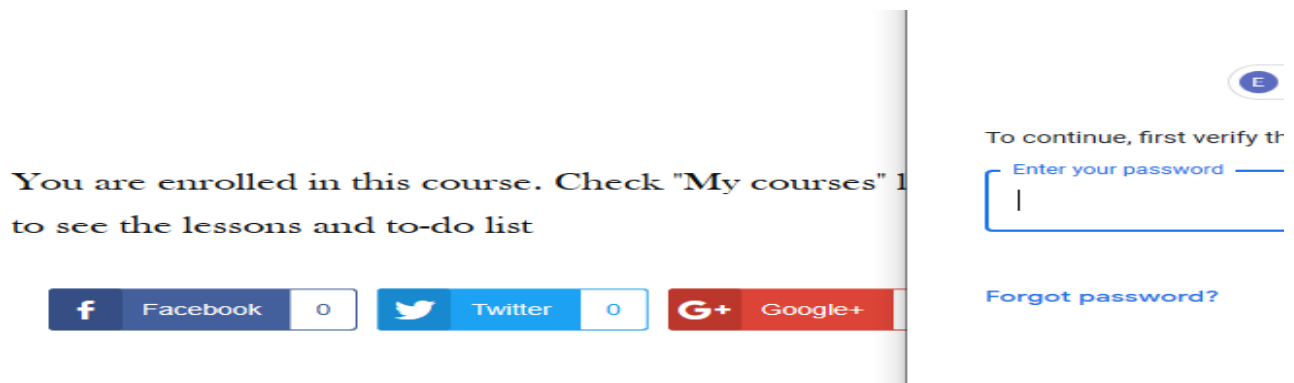 You are enrolled in this course. Check "My courses"
to see the lessons and to-do list
Facebook 0
Twitter 0
Google+
E
To continue, first verify
Enter your password
Forgot password?